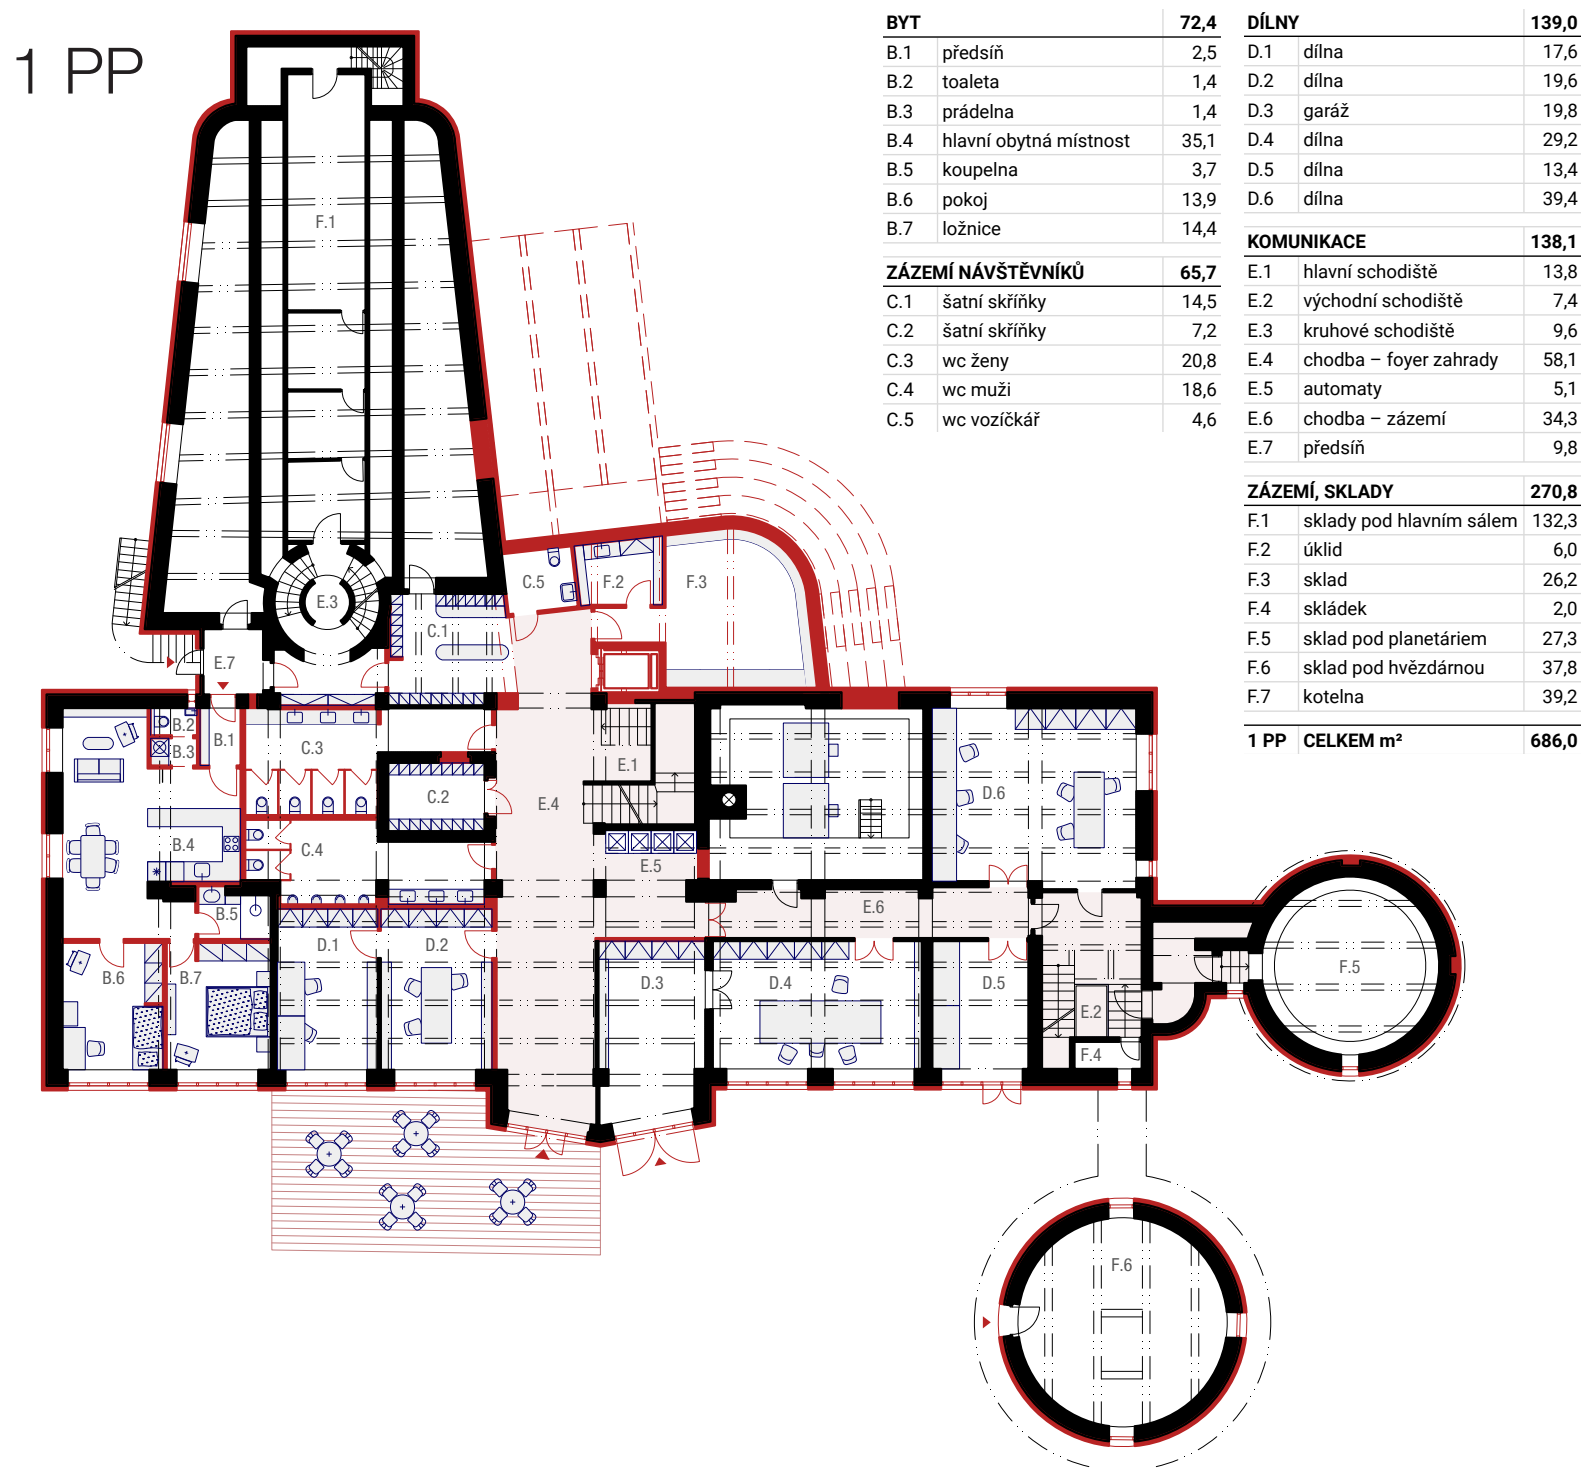 1 PP
BYT 72,4
B.1 předsíň 2,5
B.2 toaleta 1,4
B.3 prádelna 1,4
B.4 hlavní obytná místnost 35,1
B.5 koupelna 3,7
B.6 pokoj 13,9
B.7 ložnice 14,4
ZÁZEMÍ NÁVŠTĚVNÍKŮ 65,7
C.1 šatní skříňky 14,5
C.2 šatní skříňky 7,2
C.3 wc ženy 20,8
C.4 wc muži 18,6
C.5 wc vozíčkář 4,6
DÍLNY 139,0
D.1 dílna 17,6
D.2 dílna 19,6
D.3 garáž 19,8
D.4 dílna 29,2
D.5 dílna 13,4
D.6 dílna 39,4
KOMUNIKACE 138,1
E.1 hlavní schodiště 13,8
E.2 východní schodiště 7,4
E.3 kruhové schodiště 9,6
E.4 chodba – foyer zahrady 58,1
E.5 automaty 5,1
E.6 chodba – zázemí 34,3
E.7 předsíň 9,8
ZÁZEMÍ, SKLADY 270,8
F.1 sklady pod hlavním sálem 132,3
F.2 úklid 6,0
F.3 sklad 26,2
F.4 skládek 2,0
F.5 sklad pod planetáriem 27,3
F.6 sklad pod hvězdárnou 37,8
F.7 kotelna 39,2
1 PP CELKEM m² 686,0
F.1
C.5
F.2
F.3
E.3
C.1
E.7
B.2
B.1
B.3
C.3
E.1
C.2
E.4
D.6
B.4
C.4
E.5
B.5
E.6
D.1
D.2
B.6
B.7
D.3
D.4
D.5
F.5
E.2
F.4
F.6